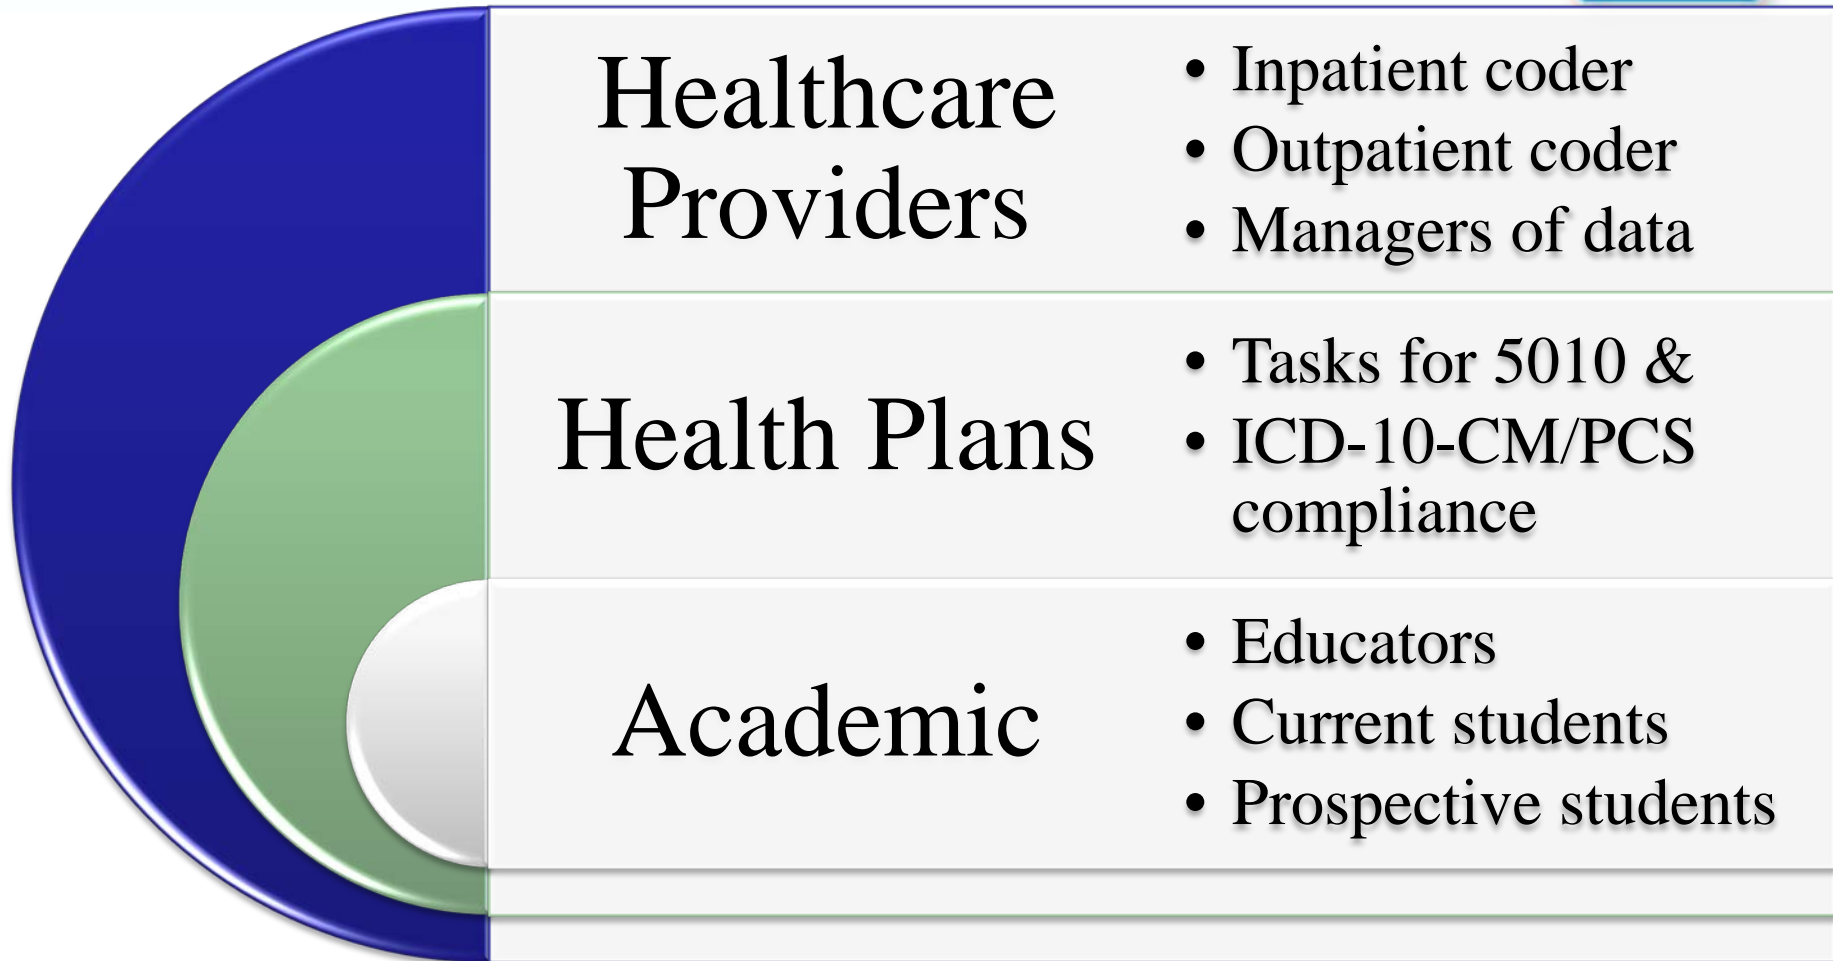 Healthcare
Providers
• Inpatient coder
• Outpatient coder
• Managers of data
Health Plans
• Tasks for 5010 &
• ICD-10-CM/PCS
compliance
Academic
• Educators
• Current students
• Prospective students